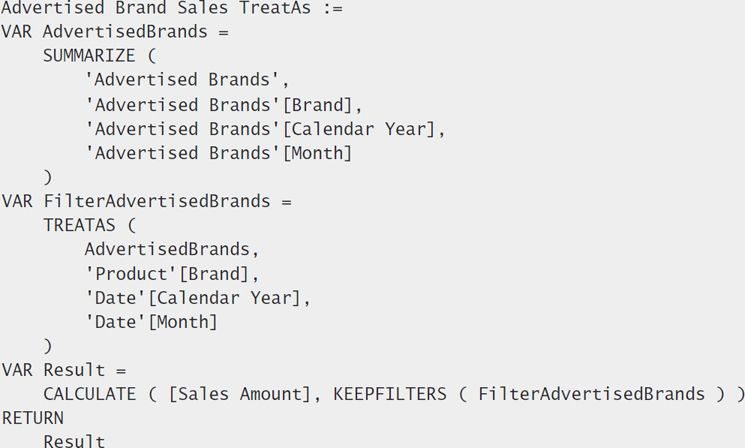 Advertised Brand Sales TreatAs :=
VAR AdvertisedBrands =
    SUMMARIZE (
        'Advertised Brands',
        'Advertised Brands'[Brand],
        'Advertised Brands'[Calendar Year],
        'Advertised Brands'[Month]
    )
VAR FilterAdvertisedBrands =
    TREATAS (
        AdvertisedBrands,
        'Product'[Brand],
        'Date'[Calendar Year],
        'Date'[Month]
    )
VAR Result =
    CALCULATE ( [Sales Amount], KEEPFILTERS ( FilterAdvertisedBrands ) )
RETURN
    Result